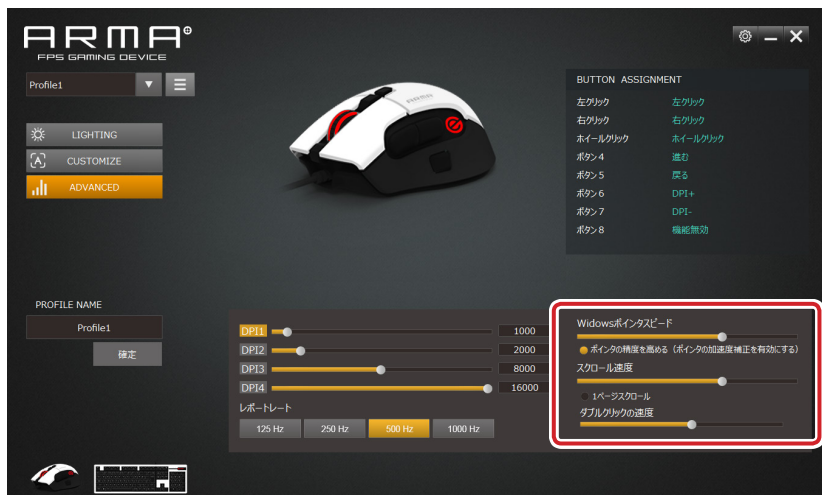 ARMA
FPS GAMING DEVICE
Profile1
LIGHTING
CUSTOMIZE
ADVANCED
BUTTON ASSIGNMENT
左クリック 左クリック
右クリック 右クリック
ホイールクリック ホイールクリック
ボタン4 進む
ボタン5 戻る
ボタン6 DPI+
ボタン7 DPI-
ボタン8 機能無効
PROFILE NAME
Profile1
確定
DPI1 1000
DPI2 2000
DPI3 8000
DPI4 16000
レポートレート
125 Hz 250 Hz 500 Hz 1000 Hz
Widowsポインタスピード
ポインタの精度を高める（ポインタの加速度補正を有効にする）
スクロール速度
1ページスクロール
ダブルクリックの速度